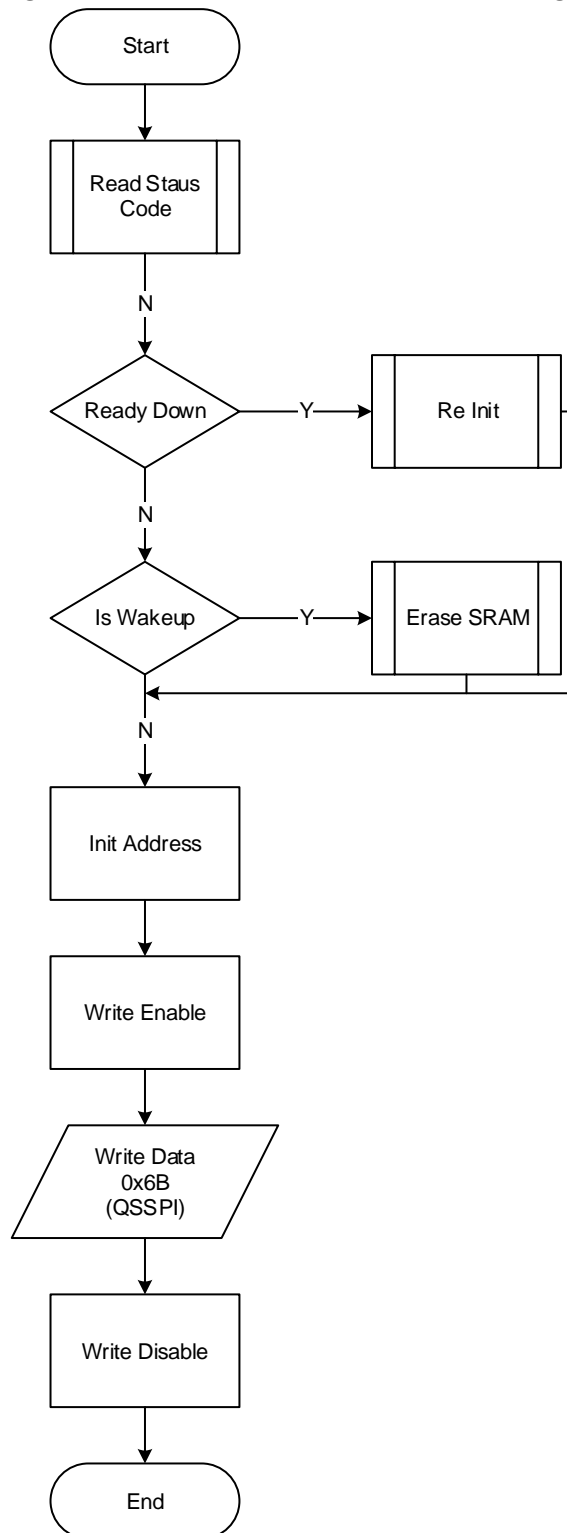 Start
Read Staus
Code
N
Ready Down
Y
Re Init
N
Is Wakeup
Y
Erase SRAM
N
Init Address
Write Enable
Write Data
0x6B
(QSSPI)
Write Disable
End